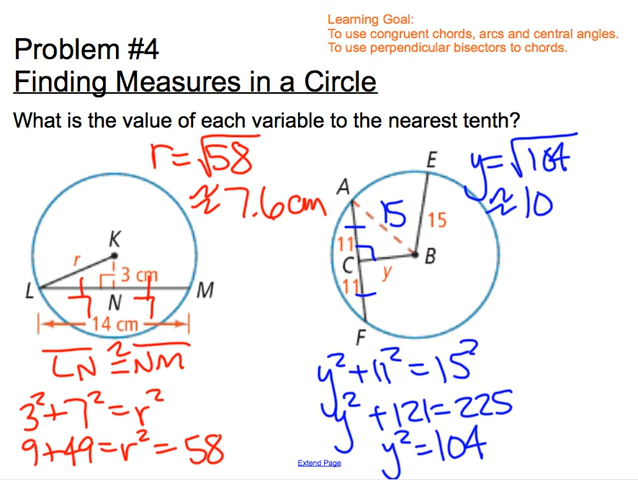 Learning Goal:
To use congruent chords, arcs and central angles.
To use perpendicular bisectors to chords.
Problem #4
Finding Measures in a Circle
What is the value of each variable to the nearest tenth?
r = √58
≈ 7.6cm
K
r
3 cm
L
N
M
14 cm
LN ≅ NM
3² + 7² = r²
9 + 49 = r² = 58
y = √104
≈ 10
E
A
15
15
11
C
B
y
11
F
y² + 11² = 15²
y² + 121 = 225
y² = 104
Extend Page